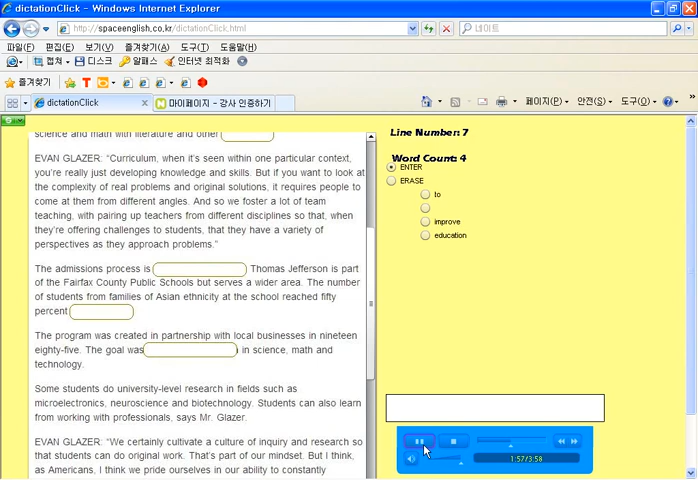 dictationClick - Windows Internet Explorer
http://spaceenglish.co.kr/dictationClick.html
네이트
파일(F) 편집(E) 보기(V) 즐겨찾기(A) 도구(T) 도움말(H)
캡쳐 디스크 알패스 인터넷 최적화
즐겨찾기
dictationClick 마이페이지 - 강사 인증하기
페이지(P) 안전(S) 도구(O)
science and math with literature and other
EVAN GLAZER: “Curriculum, when it's seen within one particular context,
you're really just developing knowledge and skills. But if you want to look at
the complexity of real problems and original solutions, it requires people to
come at them from different angles. And so we foster a lot of team
teaching, with pairing up teachers from different disciplines so that, when
they're offering challenges to students, that they have a variety of
perspectives as they approach problems.”
The admissions process is Thomas Jefferson is part
of the Fairfax County Public Schools but serves a wider area. The number
of students from families of Asian ethnicity at the school reached fifty
percent
The program was created in partnership with local businesses in nineteen
eighty-five. The goal was in science, math and
technology.
Some students do university-level research in fields such as
microelectronics, neuroscience and biotechnology. Students can also learn
from working with professionals, says Mr. Glazer.
EVAN GLAZER: “We certainly cultivate a culture of inquiry and research so
that students can do original work. That's part of our mindset. But I think,
as Americans, I think we pride ourselves in our ability to constantly
Line Number: 7
Word Count: 4
ENTER
ERASE
to
improve
education
1:57/3:58